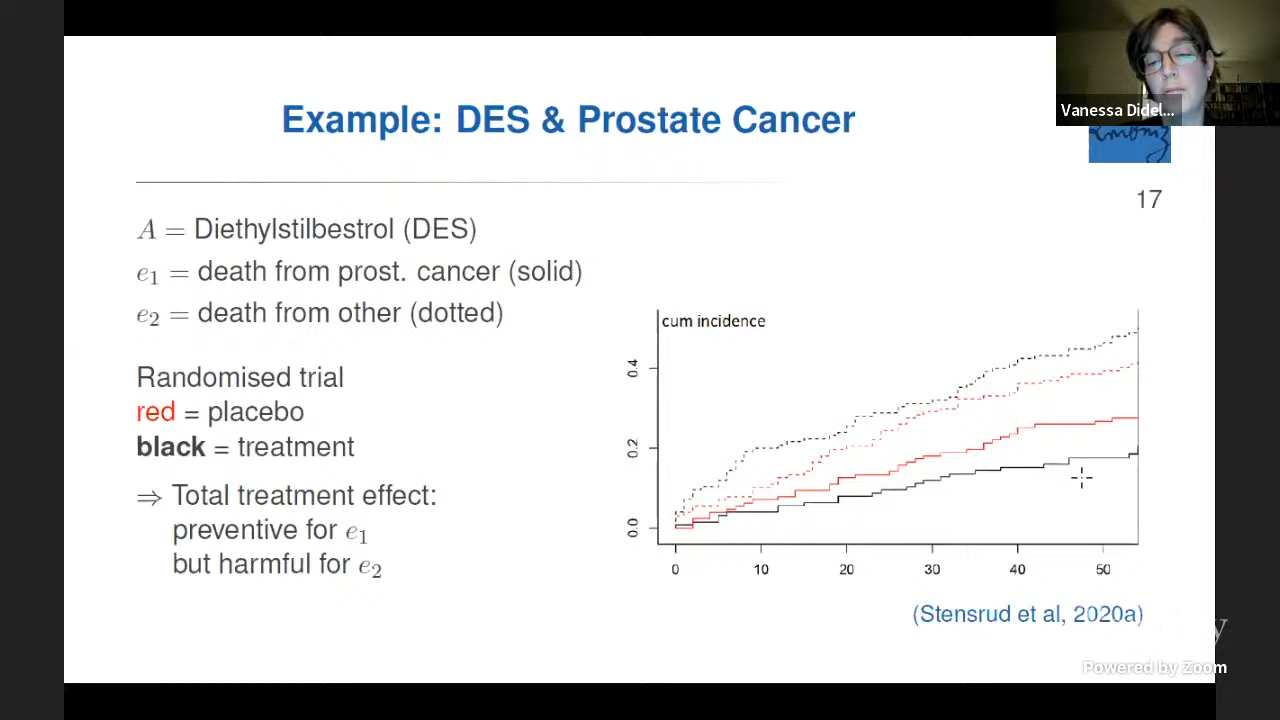 Example: DES & Prostate Cancer
Vanessa Didel...
17
A = Diethylstilbestrol (DES)
e₁ = death from prost. cancer (solid)
e₂ = death from other (dotted)
Randomised trial
red = placebo
black = treatment
⇒ Total treatment effect:
preventive for e₁
but harmful for e₂
cum incidence
0.4
0.2
0.0
0 10 20 30 40 50
(Stensrud et al, 2020a)
Powered by Zoom